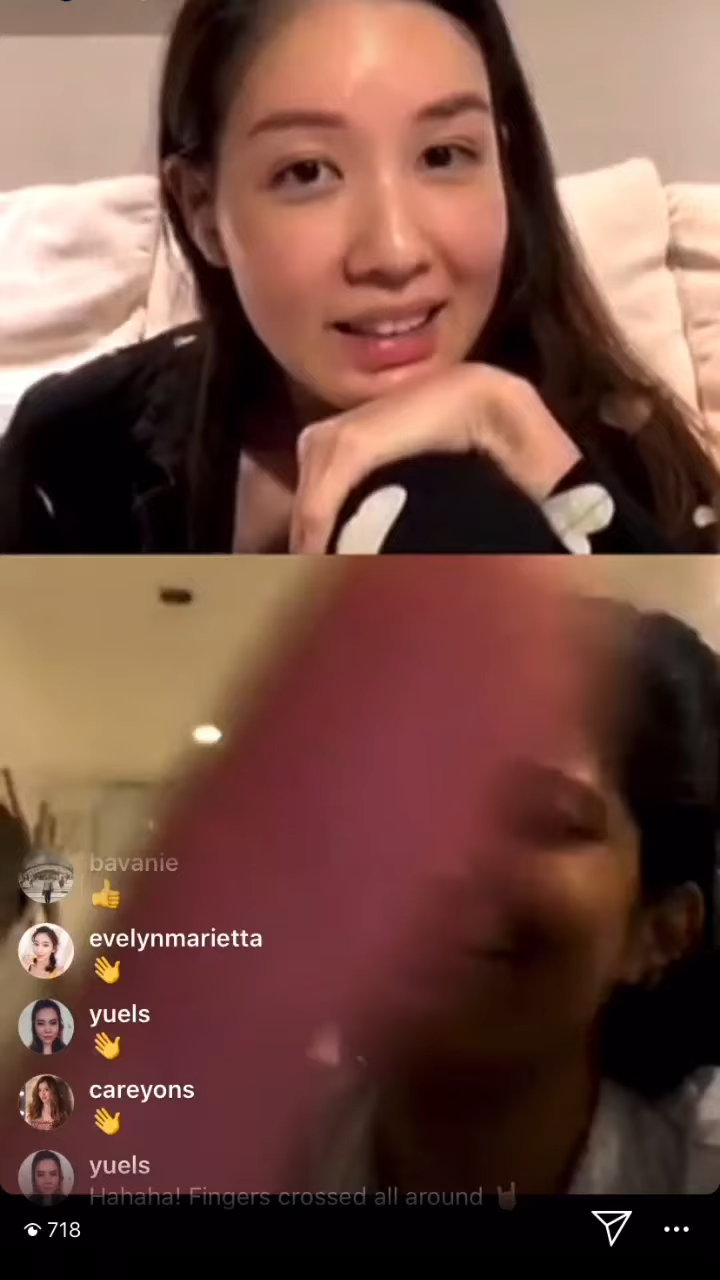 bavanie
👍
evelynmarietta
👋
yuels
👋
careyons
👋
yuels
Hahaha! Fingers crossed all around 🤘
718